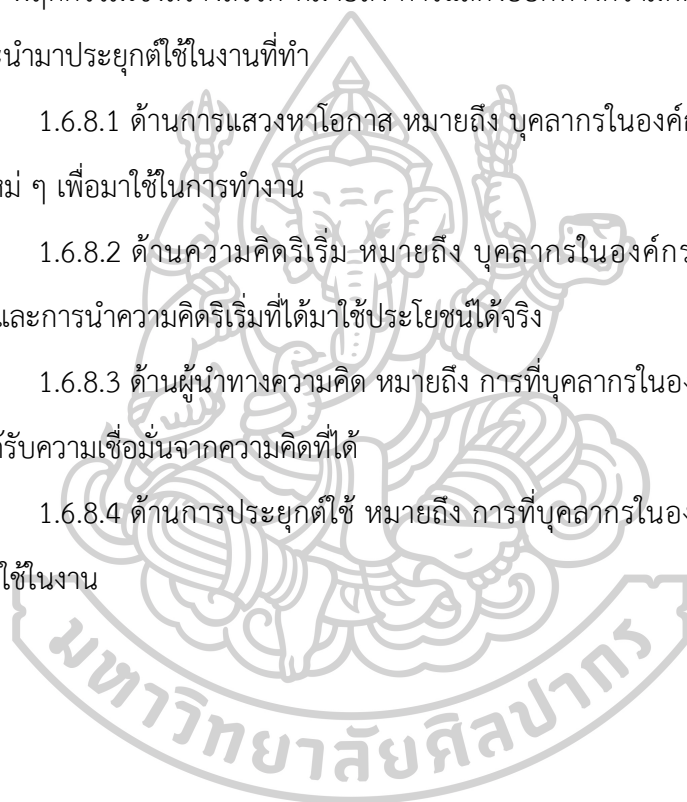 ะนำมาประยุกต์ใช้ในงานที่ทำ
1.6.8.1 ด้านการแสวงหาโอกาส หมายถึง บุคลากรในองค์ก
หม่ ๆ เพื่อมาใช้ในการทำงาน
1.6.8.2 ด้านความคิดริเริ่ม หมายถึง บุคลากรในองค์กร
และการนำความคิดริเริ่มที่ได้มาใช้ประโยชน์ได้จริง
1.6.8.3 ด้านผู้นำทางความคิด หมายถึง การที่บุคลากรในอง
ด้รับความเชื่อมั่นจากความคิดที่ได้
1.6.8.4 ด้านการประยุกต์ใช้ หมายถึง การที่บุคลากรในอง
ใช้ในงาน
มหาวิทยาลัยศิลปากร